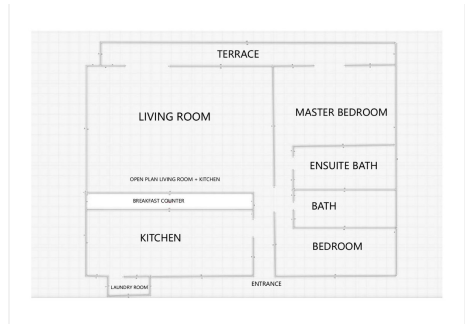 TERRACE
LIVING ROOM
MASTER BEDROOM
ENSUITE BATH
OPEN PLAN LIVING ROOM + KITCHEN
BREAKFAST COUNTER
BATH
KITCHEN
BEDROOM
LAUNDRY ROOM
ENTRANCE